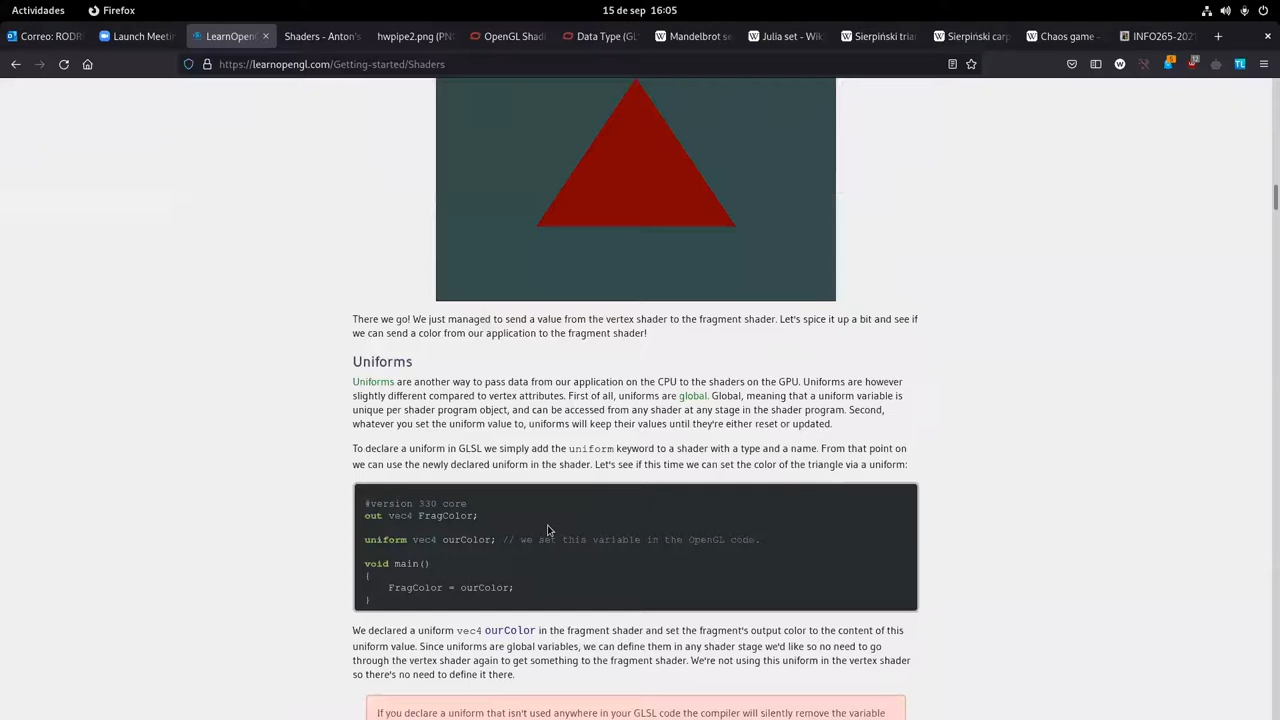 Actividades
Firefox
15 de sep 16:05
Correo: RODR
Launch Meetin
LearnOpen
Shaders - Anton's
hwpipe2.png (PN
OpenGL Shadi
Data Type (GLS
Mandelbrot se
Julia set - Wiki
Sierpiński trian
Sierpiński carp
Chaos game -
INFO265-2021
https://learnopengl.com/Getting-started/Shaders
There we go! We just managed to send a value from the vertex shader to the fragment shader. Let's spice it up a bit and see if
we can send a color from our application to the fragment shader!
Uniforms
Uniforms are another way to pass data from our application on the CPU to the shaders on the GPU. Uniforms are however
slightly different compared to vertex attributes. First of all, uniforms are global. Global, meaning that a uniform variable is
unique per shader program object, and can be accessed from any shader at any stage in the shader program. Second,
whatever you set the uniform value to, uniforms will keep their values until they're either reset or updated.
To declare a uniform in GLSL we simply add the uniform keyword to a shader with a type and a name. From that point on
we can use the newly declared uniform in the shader. Let's see if this time we can set the color of the triangle via a uniform:
#version 330 core
out vec4 FragColor;
uniform vec4 ourColor; // we set this variable in the OpenGL code.
void main()
{
FragColor = ourColor;
}
We declared a uniform vec4 ourColor in the fragment shader and set the fragment's output color to the content of this
uniform value. Since uniforms are global variables, we can define them in any shader stage we'd like so no need to go
through the vertex shader again to get something to the fragment shader. We're not using this uniform in the vertex shader
so there's no need to define it there.
If you declare a uniform that isn't used anywhere in your GLSL code the compiler will silently remove the variable